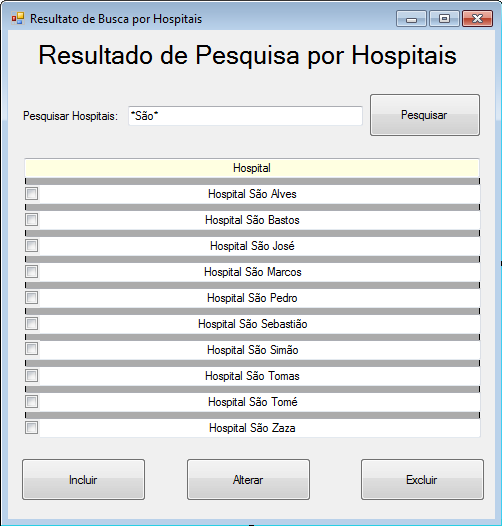 Resultato de Busca por Hospitais
Resultado de Pesquisa por Hospitais
Pesquisar Hospitais: *São* Pesquisar
Hospital
Hospital São Alves
Hospital São Bastos
Hospital São José
Hospital São Marcos
Hospital São Pedro
Hospital São Sebastião
Hospital São Simão
Hospital São Tomas
Hospital São Tomé
Hospital São Zaza
Incluir Alterar Excluir